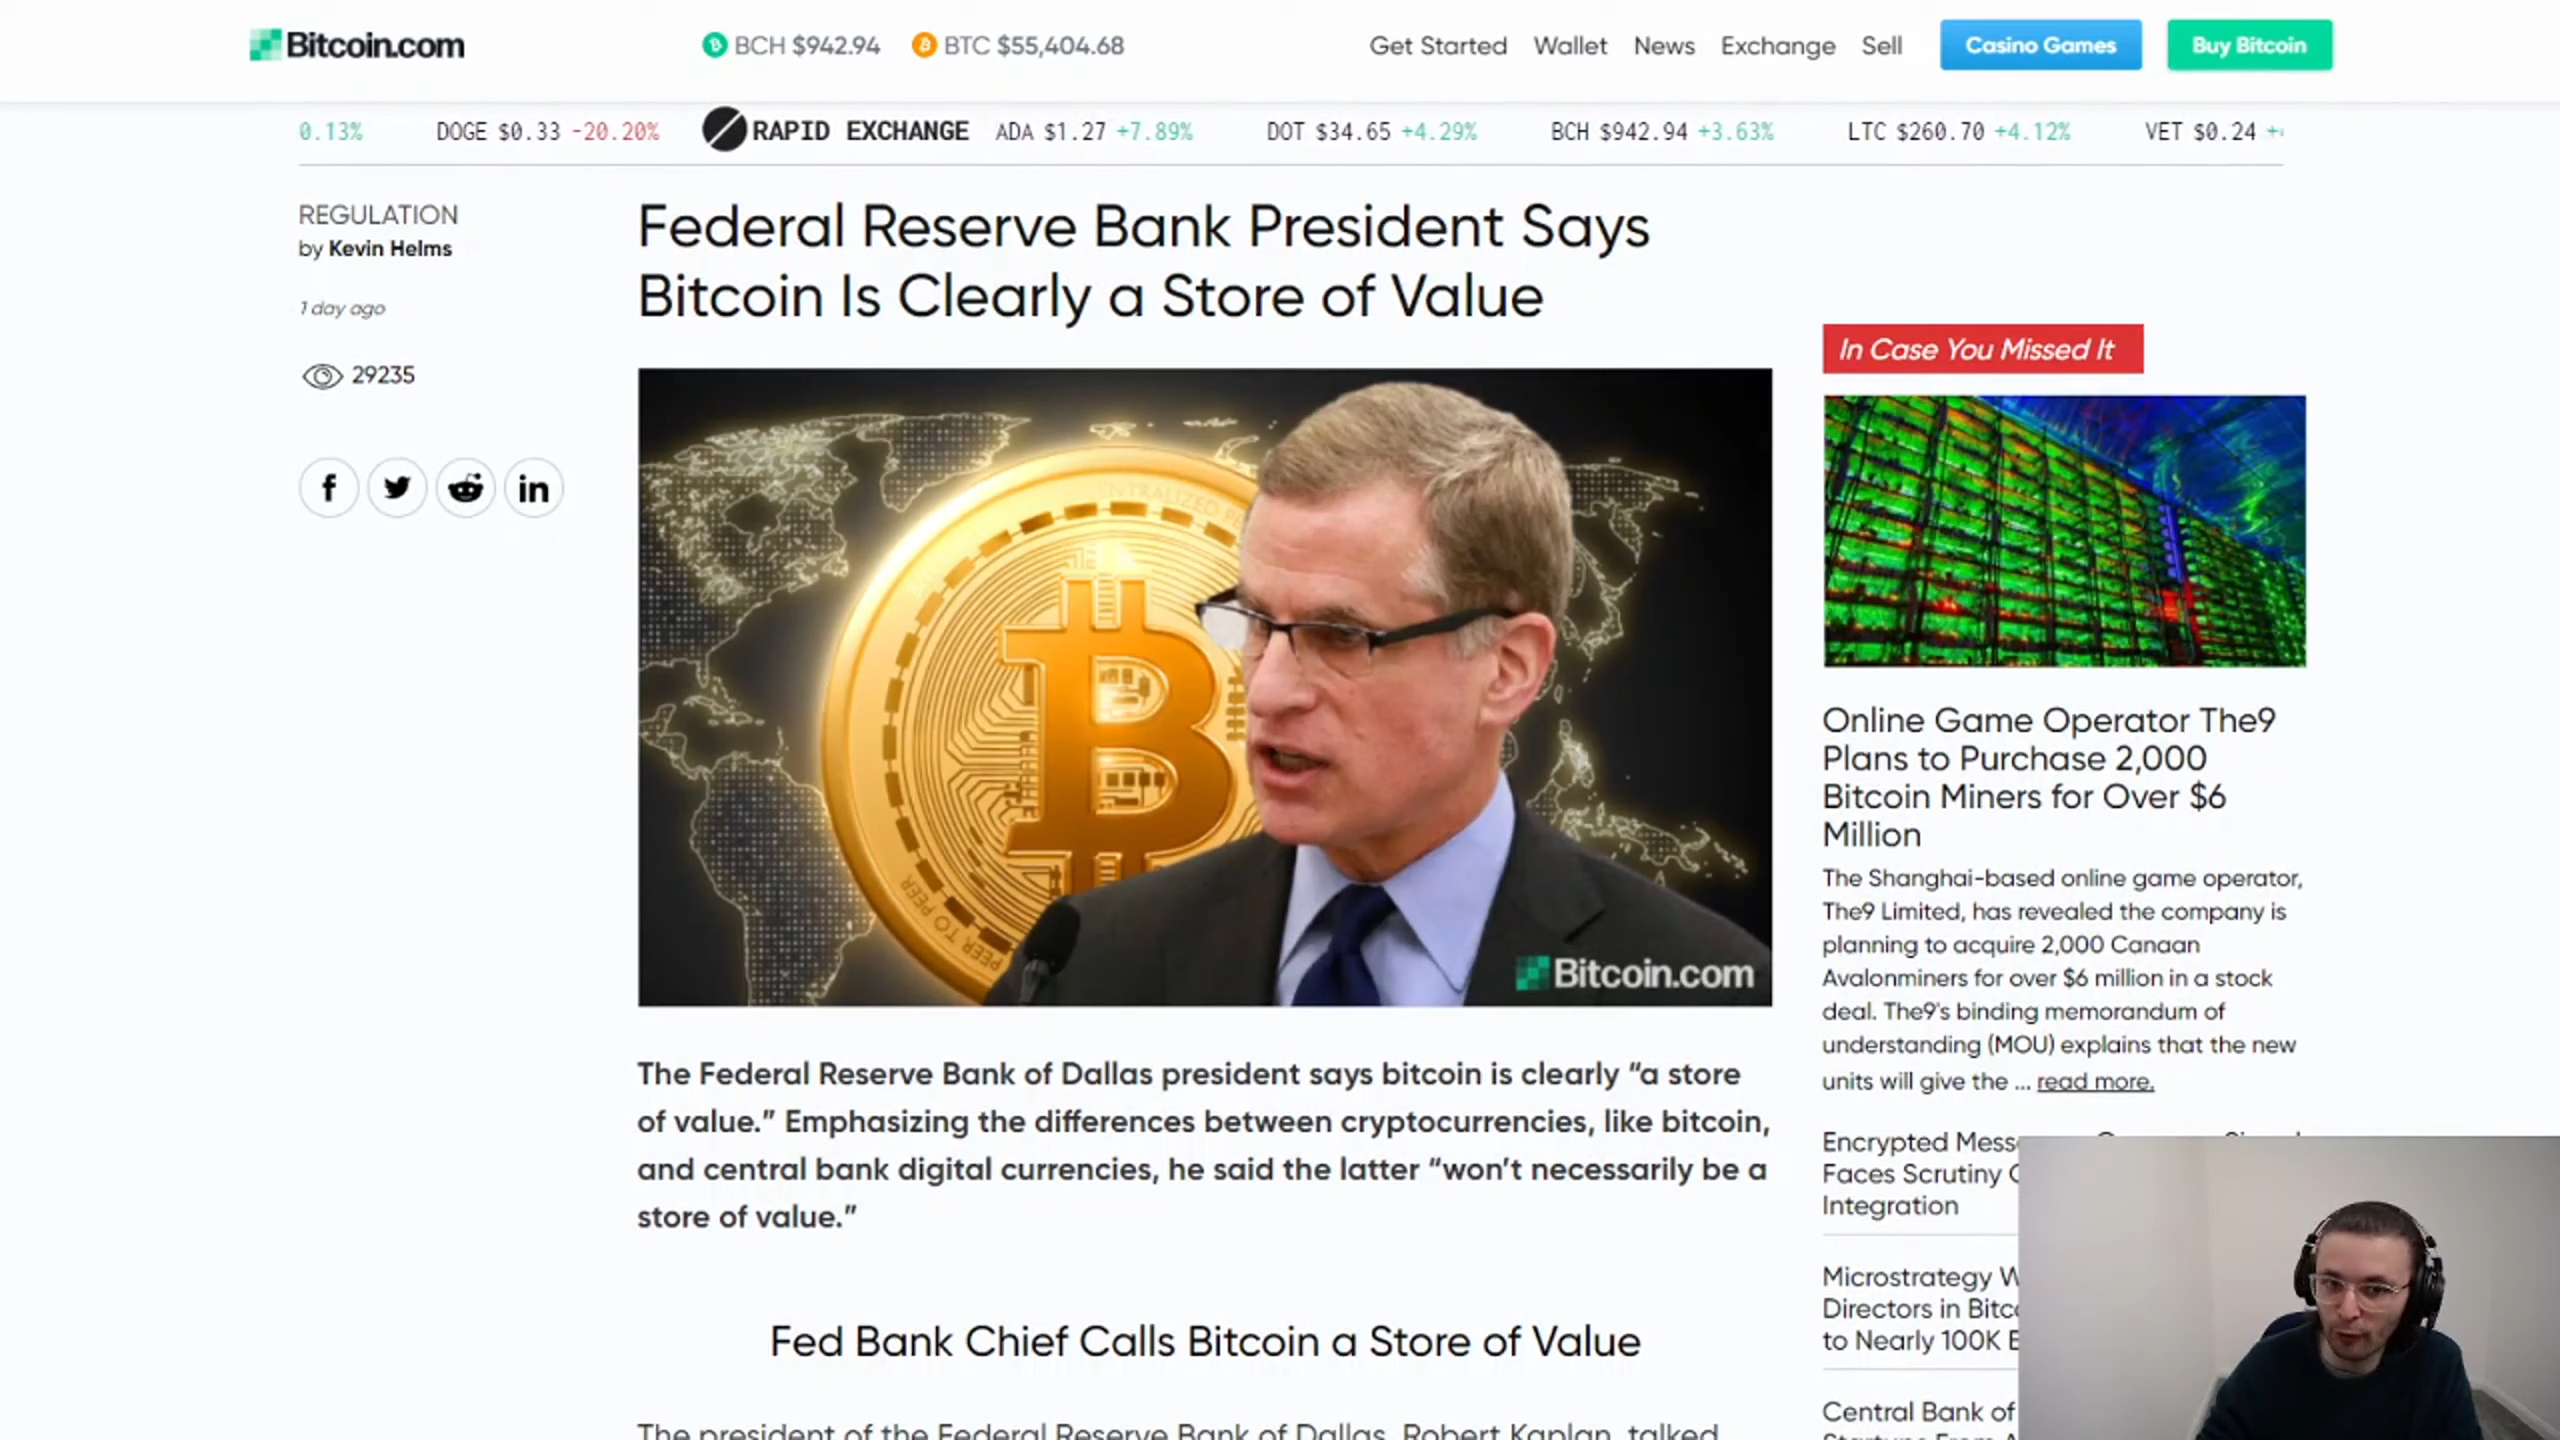 Bitcoin.com
BCH $942.94 BTC $55,404.68
Get Started Wallet News Exchange Sell Casino Games Buy Bitcoin
0.13% DOGE $0.33 -20.20% RAPID EXCHANGE ADA $1.27 +7.89% DOT $34.65 +4.29% BCH $942.94 +3.63% LTC $260.70 +4.12% VET $0.24
REGULATION
by Kevin Helms
1 day ago
29235
Federal Reserve Bank President Says
Bitcoin Is Clearly a Store of Value
PEER TO PEER
Bitcoin.com
The Federal Reserve Bank of Dallas president says bitcoin is clearly “a store
of value.” Emphasizing the differences between cryptocurrencies, like bitcoin,
and central bank digital currencies, he said the latter “won’t necessarily be a
store of value.”
Fed Bank Chief Calls Bitcoin a Store of Value
The president of the Federal Reserve Bank of Dallas, Robert Kaplan, talked
In Case You Missed It
Online Game Operator The9
Plans to Purchase 2,000
Bitcoin Miners for Over $6
Million
The Shanghai-based online game operator,
The9 Limited, has revealed the company is
planning to acquire 2,000 Canaan
Avalonminers for over $6 million in a stock
deal. The9's binding memorandum of
understanding (MOU) explains that the new
units will give the ... read more.
Encrypted
Faces Scrutiny
Integration
Microstrategy
Directors in
to Nearly 100K
Central Bank of